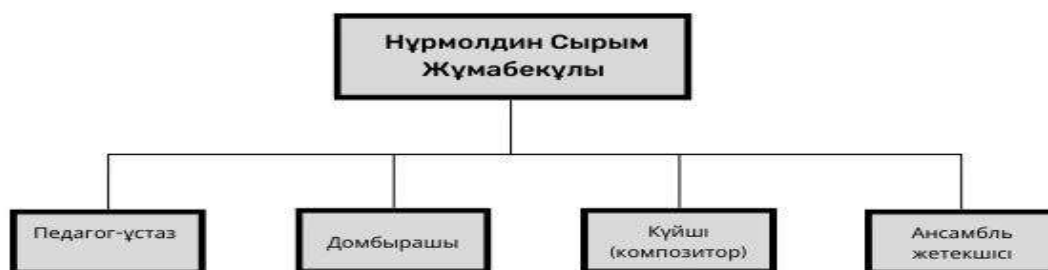 Нұрмолдин Сырым
Жұмабекұлы
Педагог-ұстаз
Домбырашы
Күйші
(композитор)
Ансамбль
жетекшісі